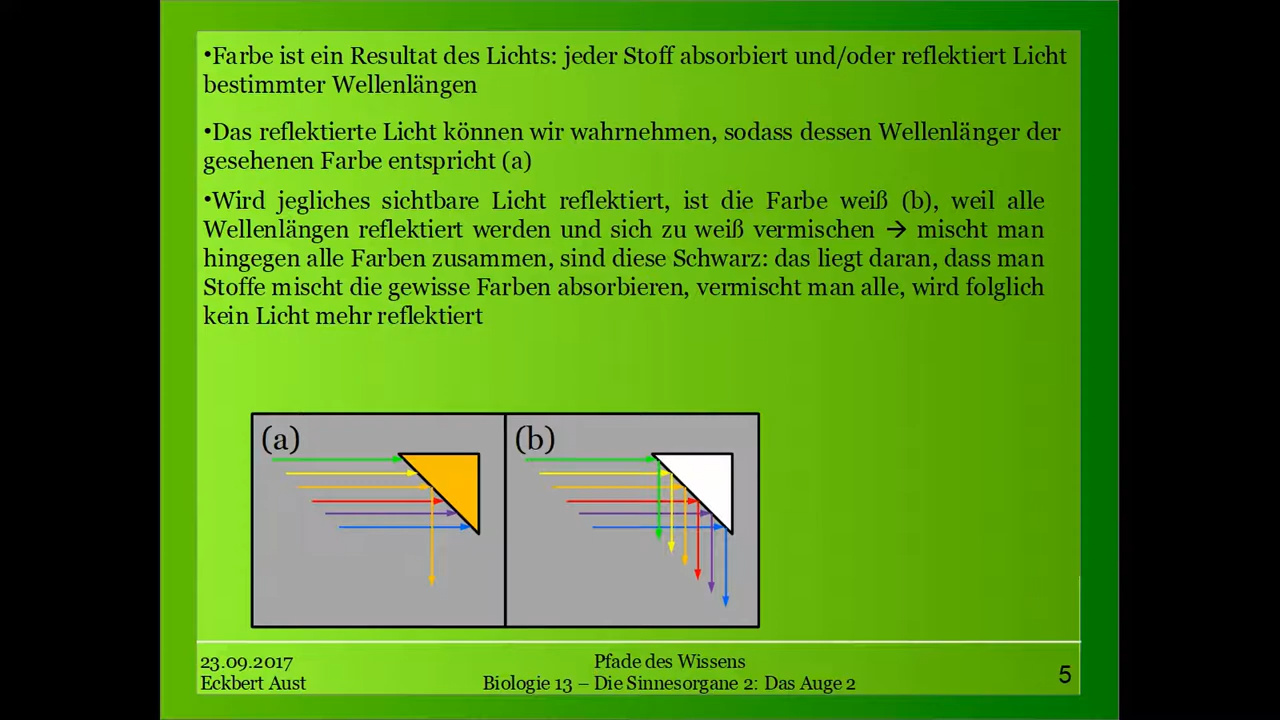 •Farbe ist ein Resultat des Lichts: jeder Stoff absorbiert und/oder reflektiert Licht
bestimmter Wellenlängen
•Das reflektierte Licht können wir wahrnehmen, sodass dessen Wellenlänger der
gesehenen Farbe entspricht (a)
•Wird jegliches sichtbare Licht reflektiert, ist die Farbe weiß (b), weil alle
Wellenlängen reflektiert werden und sich zu weiß vermischen → mischt man
hingegen alle Farben zusammen, sind diese Schwarz: das liegt daran, dass man
Stoffe mischt die gewisse Farben absorbieren, vermischt man alle, wird folglich
kein Licht mehr reflektiert
(a)
(b)
23.09.2017
Eckbert Aust
Pfade des Wissens
Biologie 13 – Die Sinnesorgane 2: Das Auge 2
5